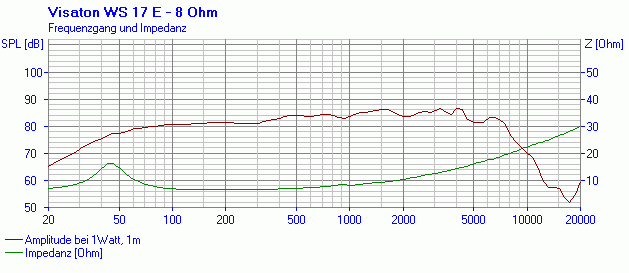 Visaton WS 17 E - 8 Ohm
Frequenzgang und Impedanz
SPL [dB] Z [Ohm]
100 50
90 40
80 30
70 20
60 10
50
20 50 100 200 500 1000 2000 5000 10000 20000
Amplitude bei 1Watt, 1m
Impedanz [Ohm]